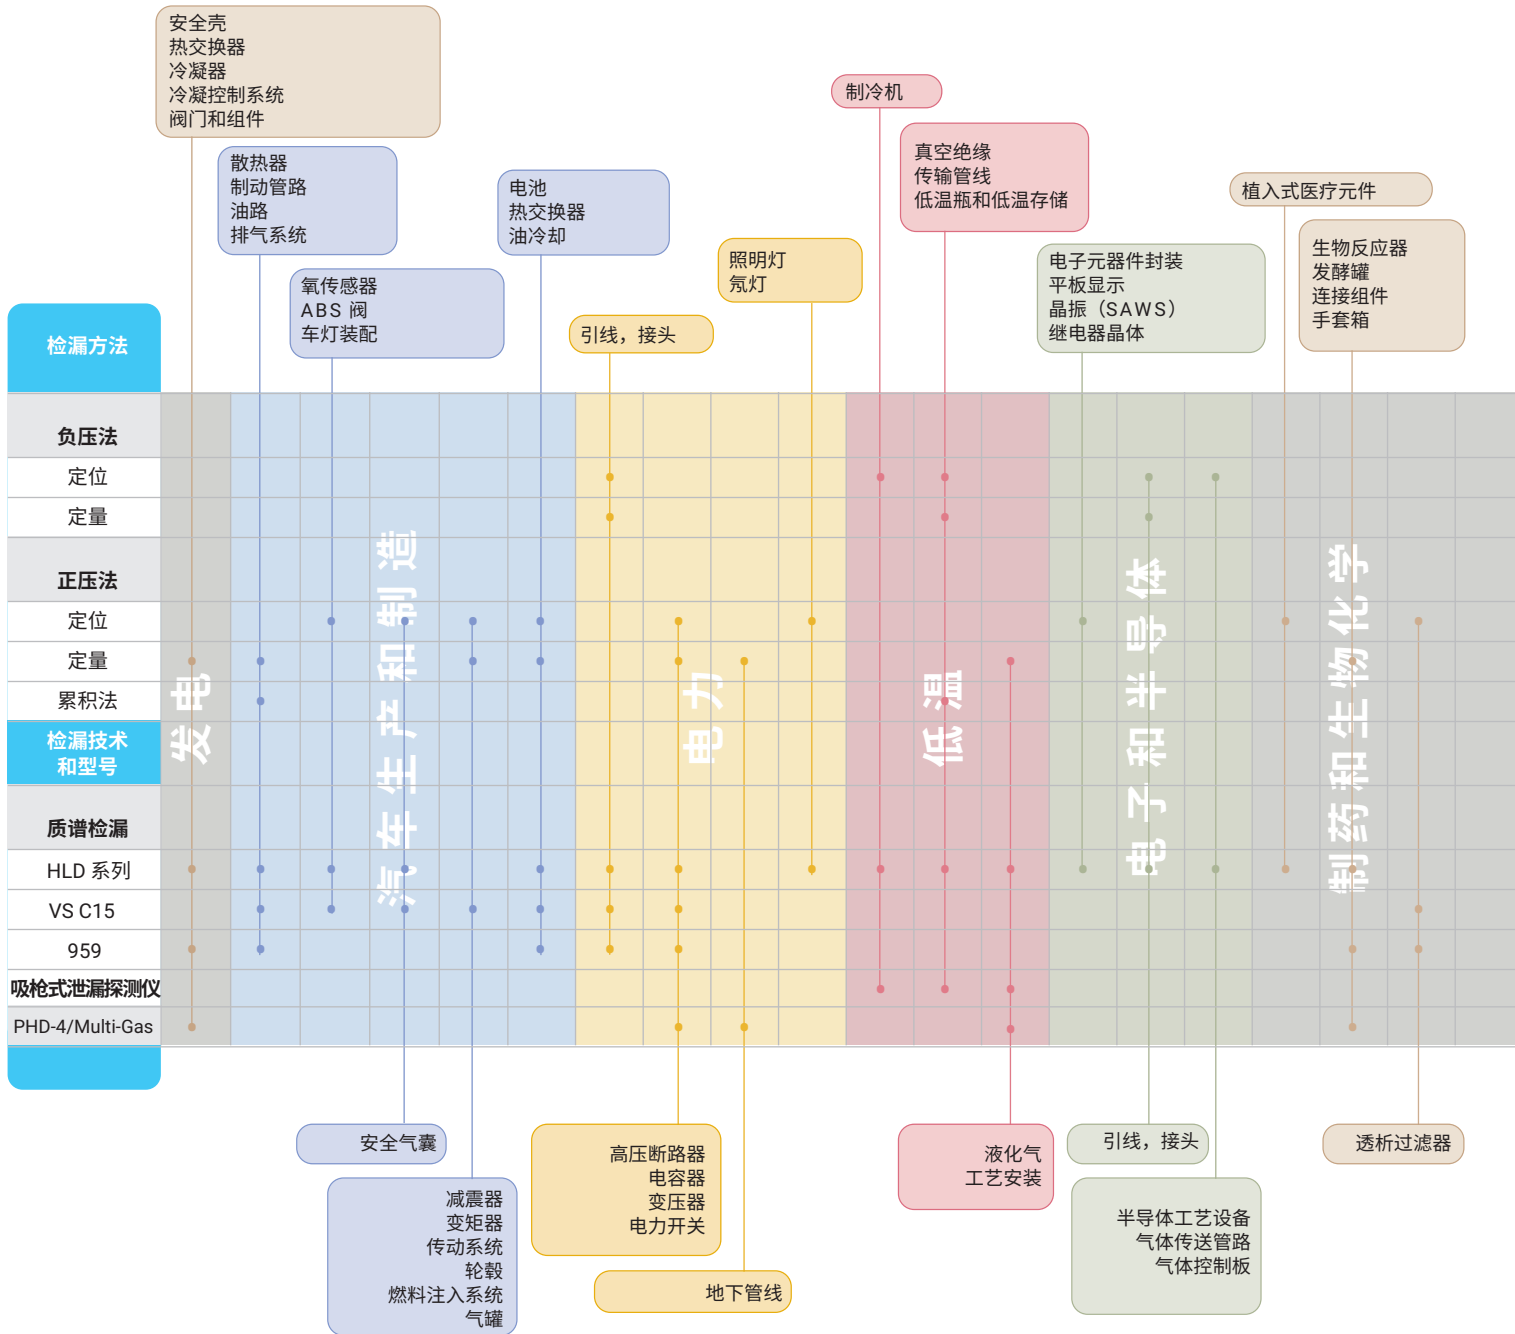 安全壳
热交换器
冷凝器
冷凝控制系统
阀门和组件
散热器
制动管路
油路
排气系统
氧传感器
ABS 阀
车灯装配
电池
热交换器
油冷却
引线，接头
照明灯
氖灯
制冷机
真空绝缘
传输管线
低温瓶和低温存储
电子元器件封装
平板显示
晶振（SAWS）
继电器晶体
植入式医疗元件
生物反应器
发酵罐
连接组件
手套箱
检漏方法
负压法
定位
定量
正压法
定位
定量
累积法
检漏技术
和型号
质谱检漏
HLD 系列
VS C15
959
吸枪式泄漏探测仪
PHD-4/Multi-Gas
发电
汽车生产和制造
电力
低温
电子和半导体
制药和生物化学
安全气囊
减震器
变矩器
传动系统
轮毂
燃料注入系统
气罐
高压断路器
电容器
变压器
电力开关
地下管线
液化气
工艺安装
引线，接头
半导体工艺设备
气体传送管路
气体控制板
透析过滤器